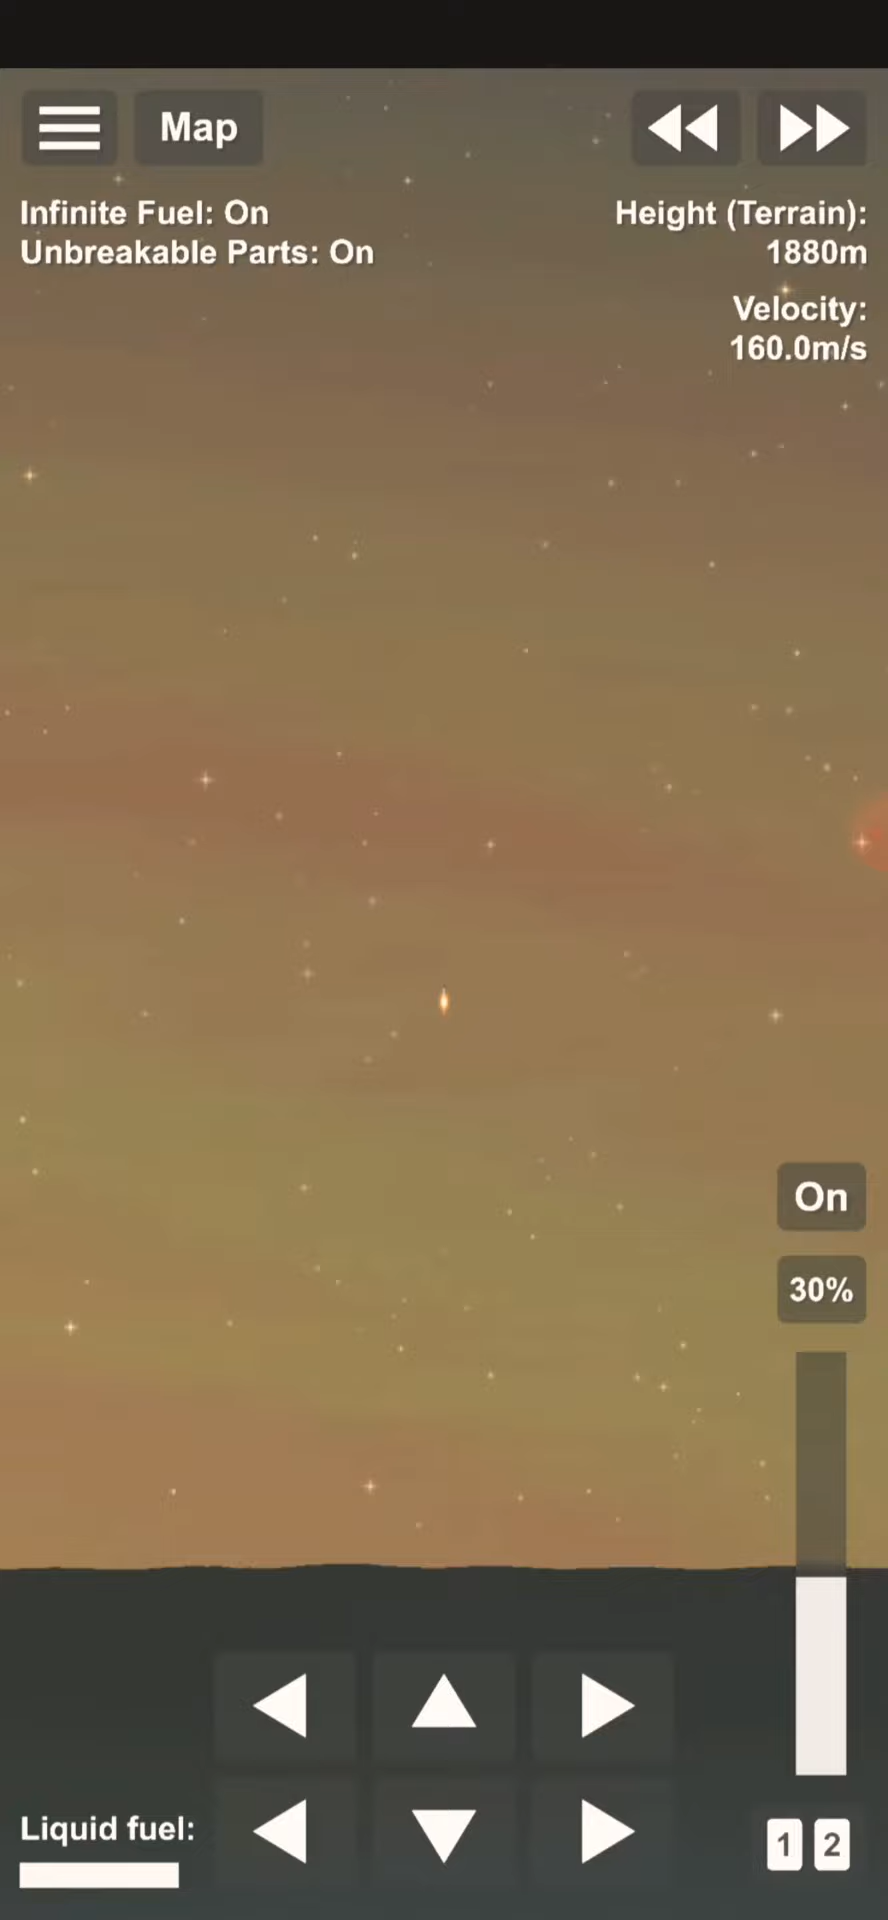 Map
Infinite Fuel: On
Unbreakable Parts: On
Height (Terrain):
1880m
Velocity:
160.0m/s
On
30%
Liquid fuel:
1 2